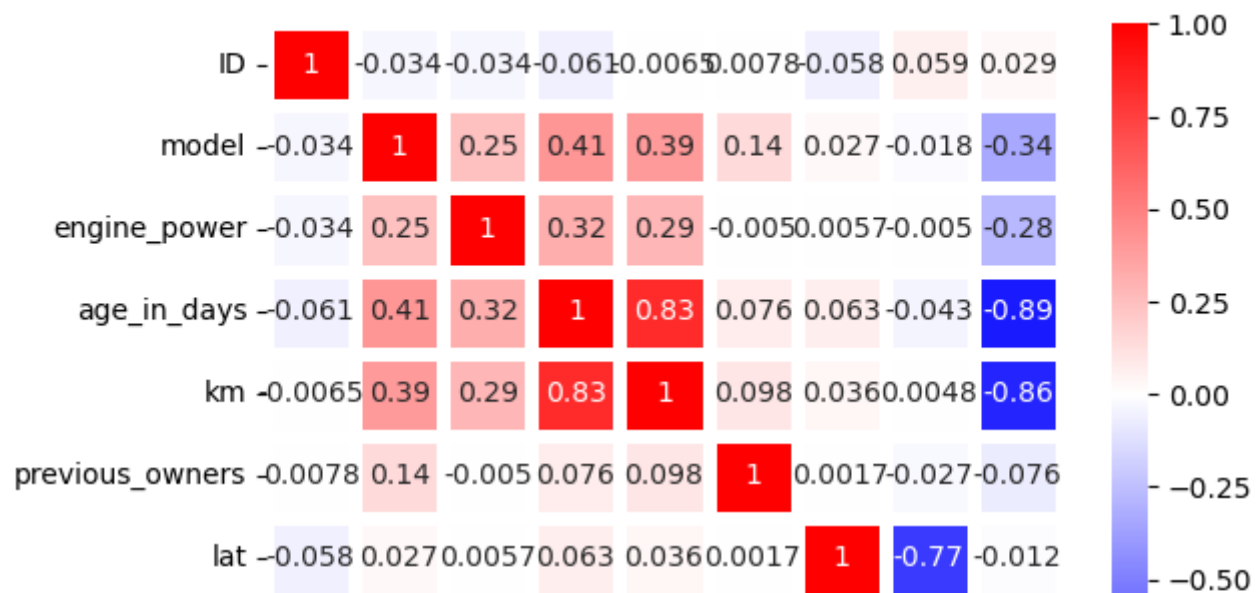 ID 1 -0.034 -0.034 -0.061 -0.0065 0.0078 -0.058 0.059 0.029
model -0.034 1 0.25 0.41 0.39 0.14 0.027 -0.018 -0.34
engine_power -0.034 0.25 1 0.32 0.29 -0.005 0.0057 -0.005 -0.28
age_in_days -0.061 0.41 0.32 1 0.83 0.076 0.063 -0.043 -0.89
km -0.0065 0.39 0.29 0.83 1 0.098 0.036 0.0048 -0.86
previous_owners 0.0078 0.14 -0.005 0.076 0.098 1 0.0017 -0.027 -0.076
lat -0.058 0.027 0.0057 0.063 0.036 0.0017 1 -0.77 -0.012
1.00
0.75
0.50
0.25
0.00
−0.25
−0.50